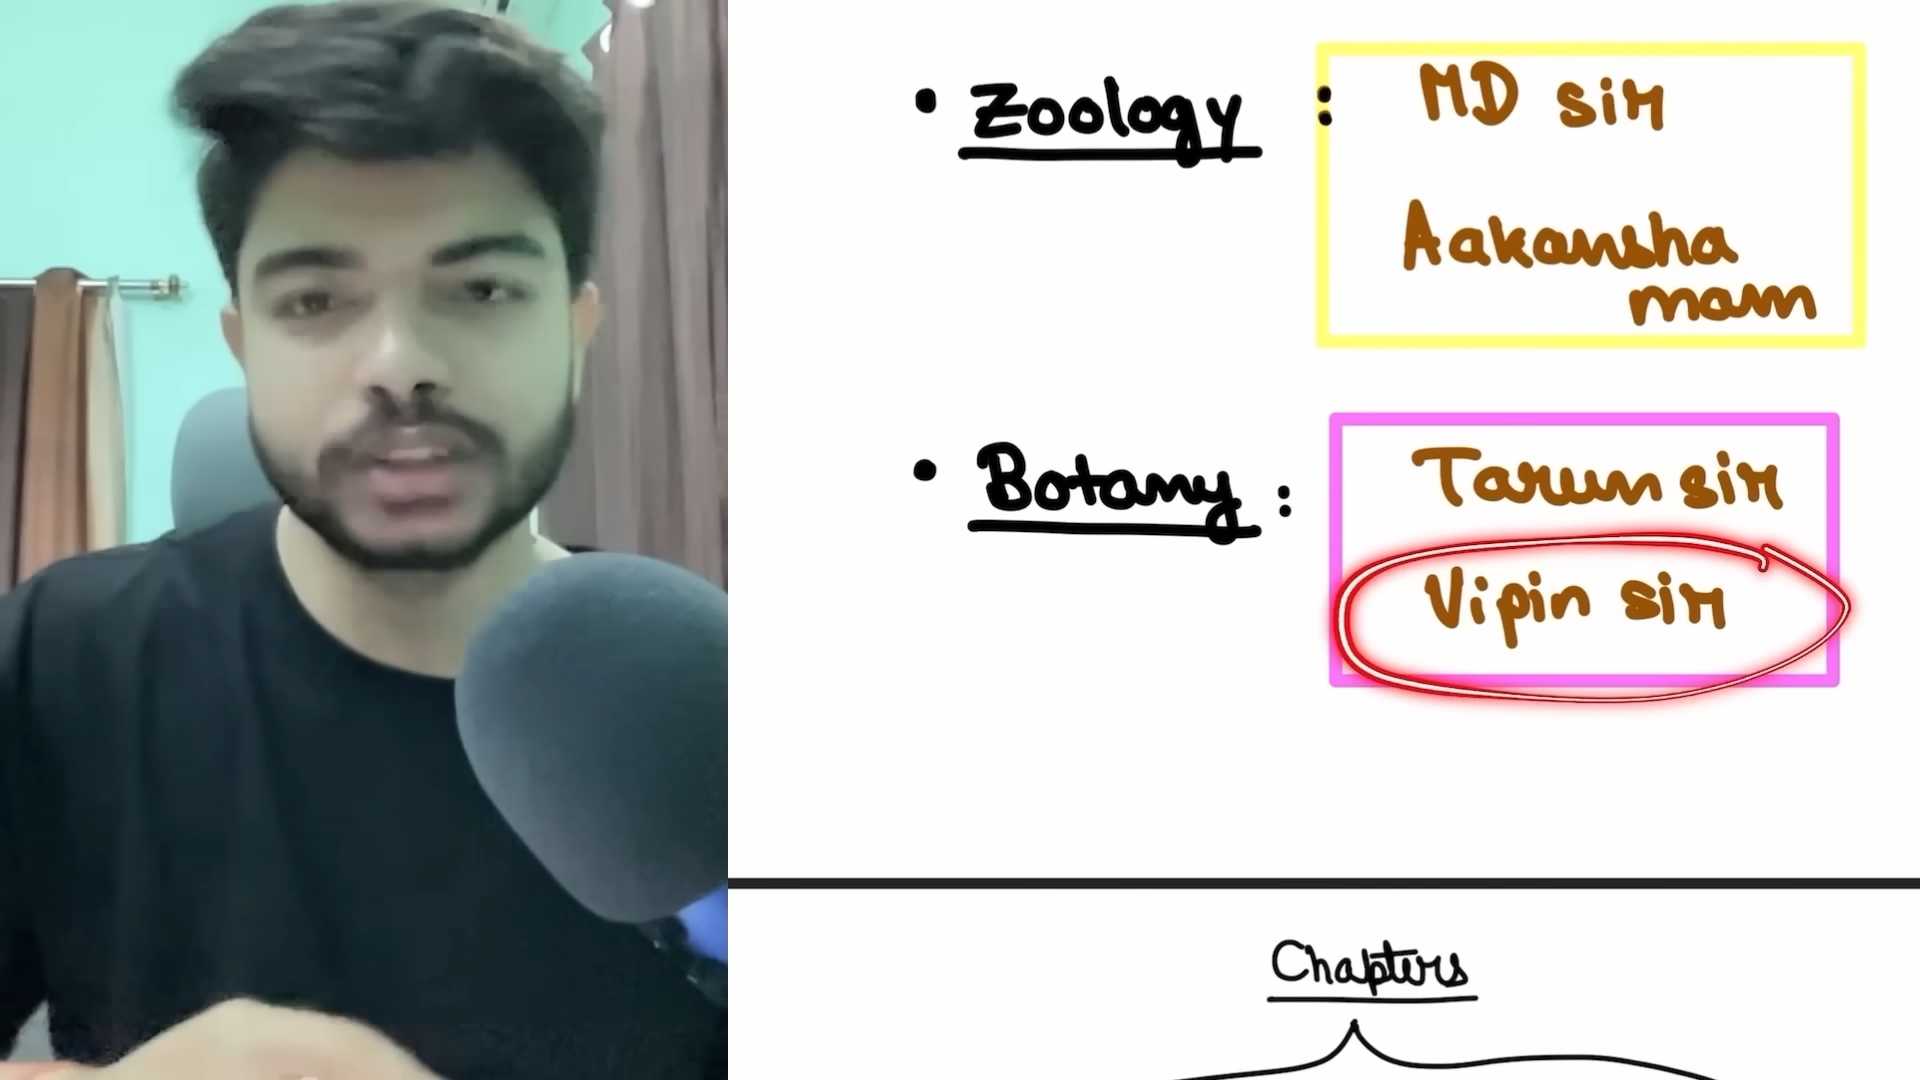 • Zoology : MD sir
Aakansha
mam
• Botany : Tarun sir
Vipin sir
Chapters